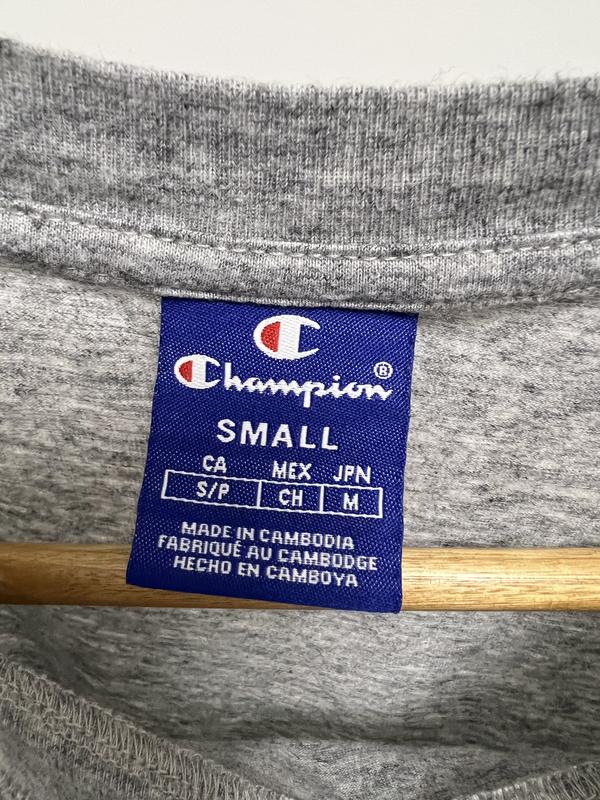 Champion®
SMALL
CA MEX JPN
S/P CH M
MADE IN CAMBODIA
FABRIQUÉ AU CAMBODGE
HECHO EN CAMBOYA